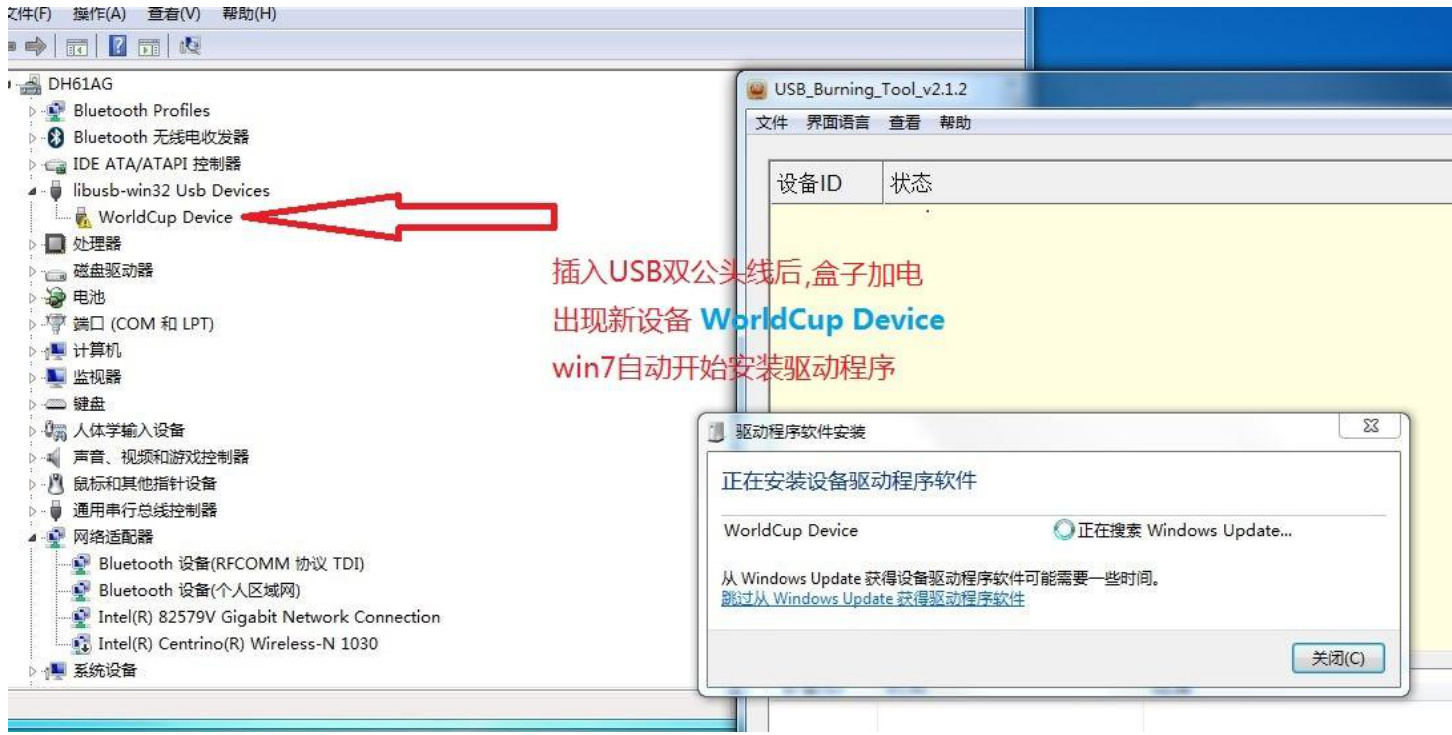 文件(F) 操作(A) 查看(V) 帮助(H)
DH61AG
Bluetooth Profiles
Bluetooth 无线电收发器
IDE ATA/ATAPI 控制器
libusb-win32 Usb Devices
WorldCup Device
处理器
磁盘驱动器
电池
端口 (COM 和 LPT)
计算机
监视器
键盘
人体学输入设备
声音、视频和游戏控制器
鼠标和其他指针设备
通用串行总线控制器
网络适配器
Bluetooth 设备(RFCOMM 协议 TDI)
Bluetooth 设备(个人区域网)
Intel(R) 82579V Gigabit Network Connection
Intel(R) Centrino(R) Wireless-N 1030
系统设备
USB_Burning_Tool_v2.1.2
文件 界面语言 查看 帮助
设备ID 状态
插入USB双公头线后,盒子加电
出现新设备 WorldCup Device
win7自动开始安装驱动程序
驱动程序软件安装
正在安装设备驱动程序软件
WorldCup Device 正在搜索 Windows Update...
从 Windows Update 获得设备驱动程序软件可能需要一些时间。
跳过从 Windows Update 获得驱动程序软件
关闭(C)